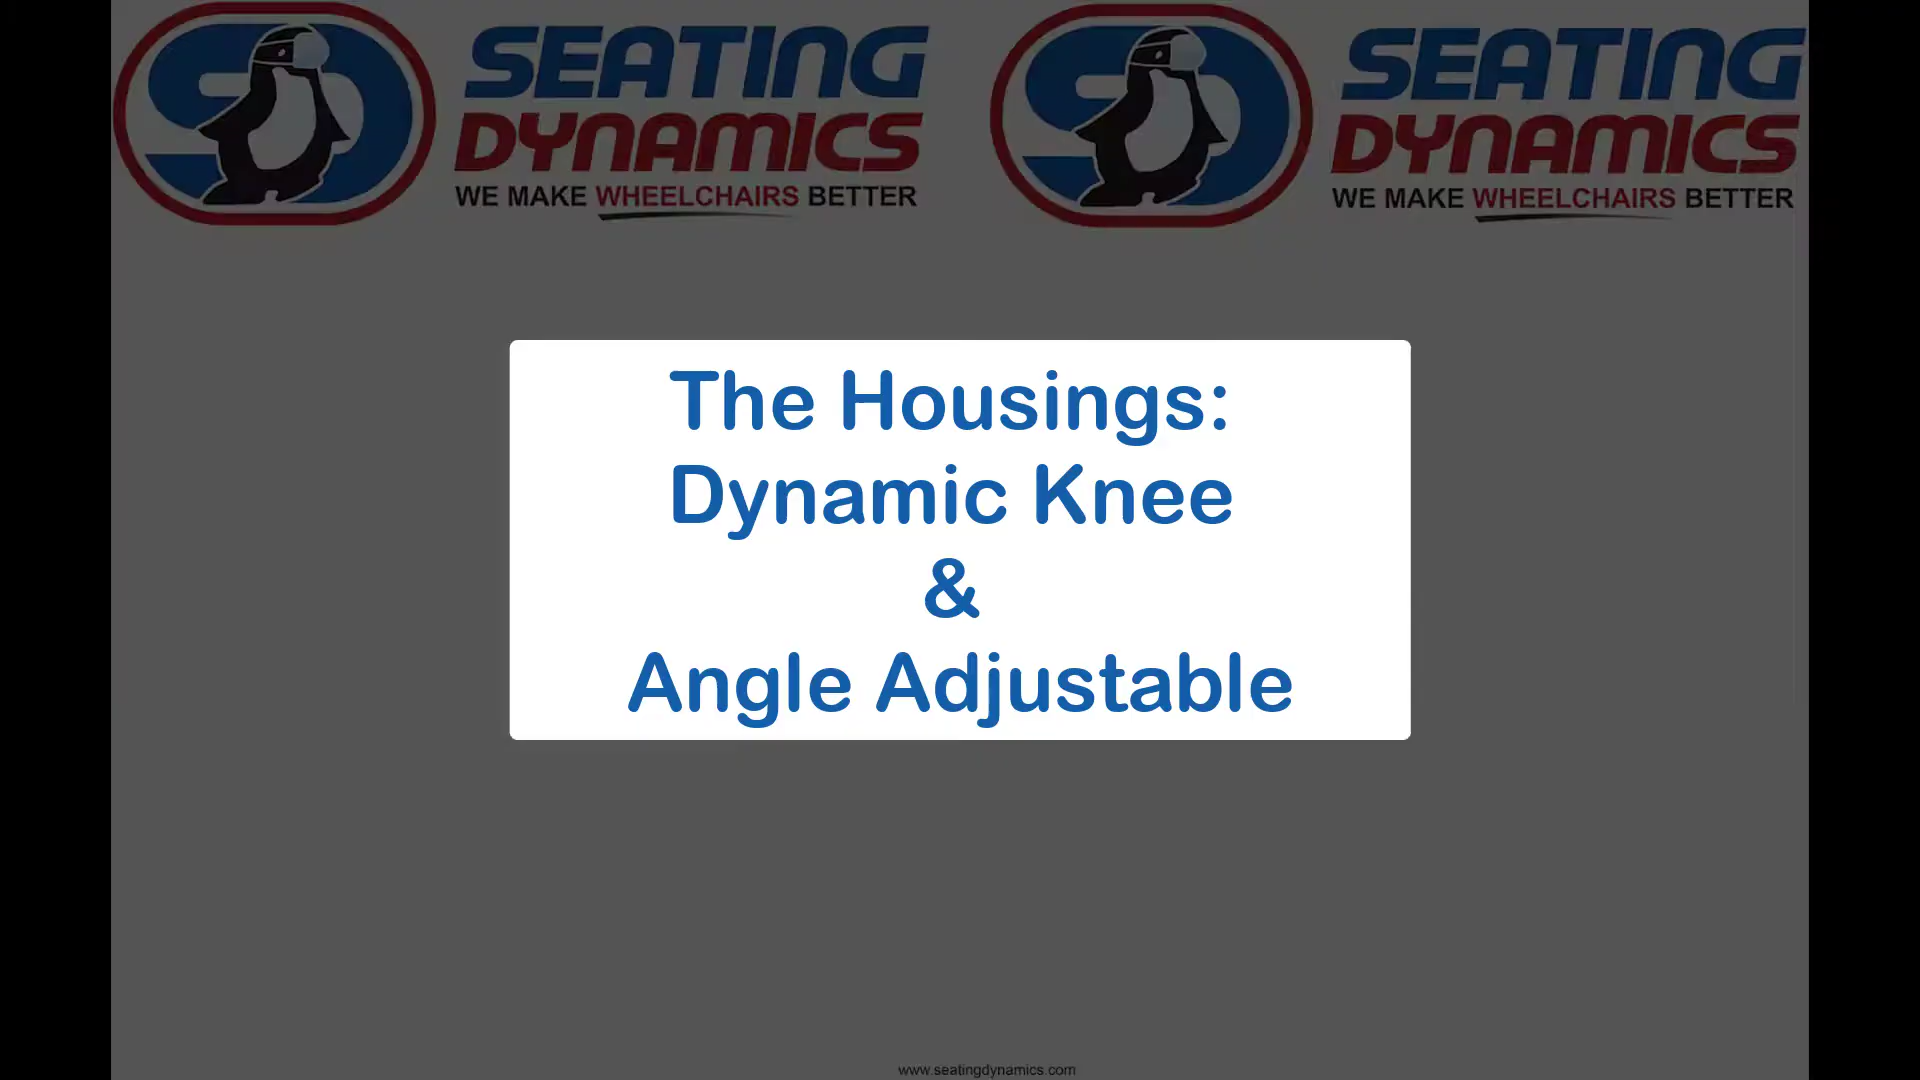 SEATING
DYNAMICS
WE MAKE WHEELCHAIRS BETTER
SEATING
DYNAMICS
WE MAKE WHEELCHAIRS BETTER
The Housings:
Dynamic Knee
&
Angle Adjustable
www.seatingdynamics.com